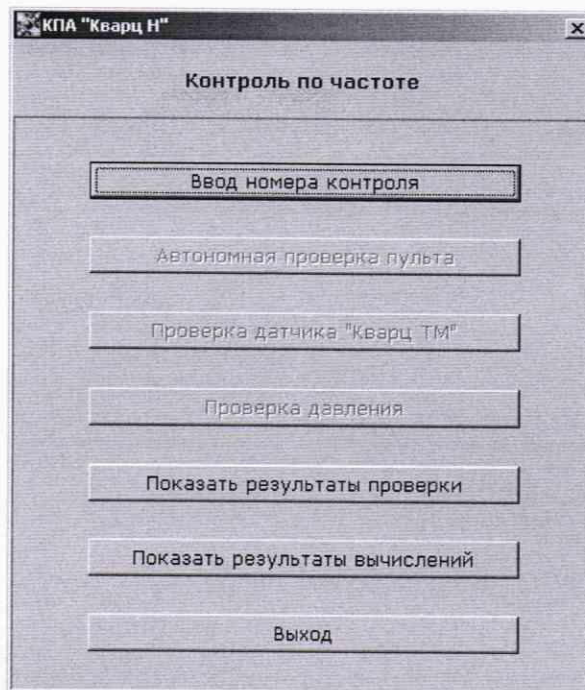 КПА "Кварц Н"
Контроль по частоте
Ввод номера контроля
Автономная проверка пульта
Проверка датчика "Кварц ТМ"
Проверка давления
Показать результаты проверки
Показать результаты вычислений
Выход